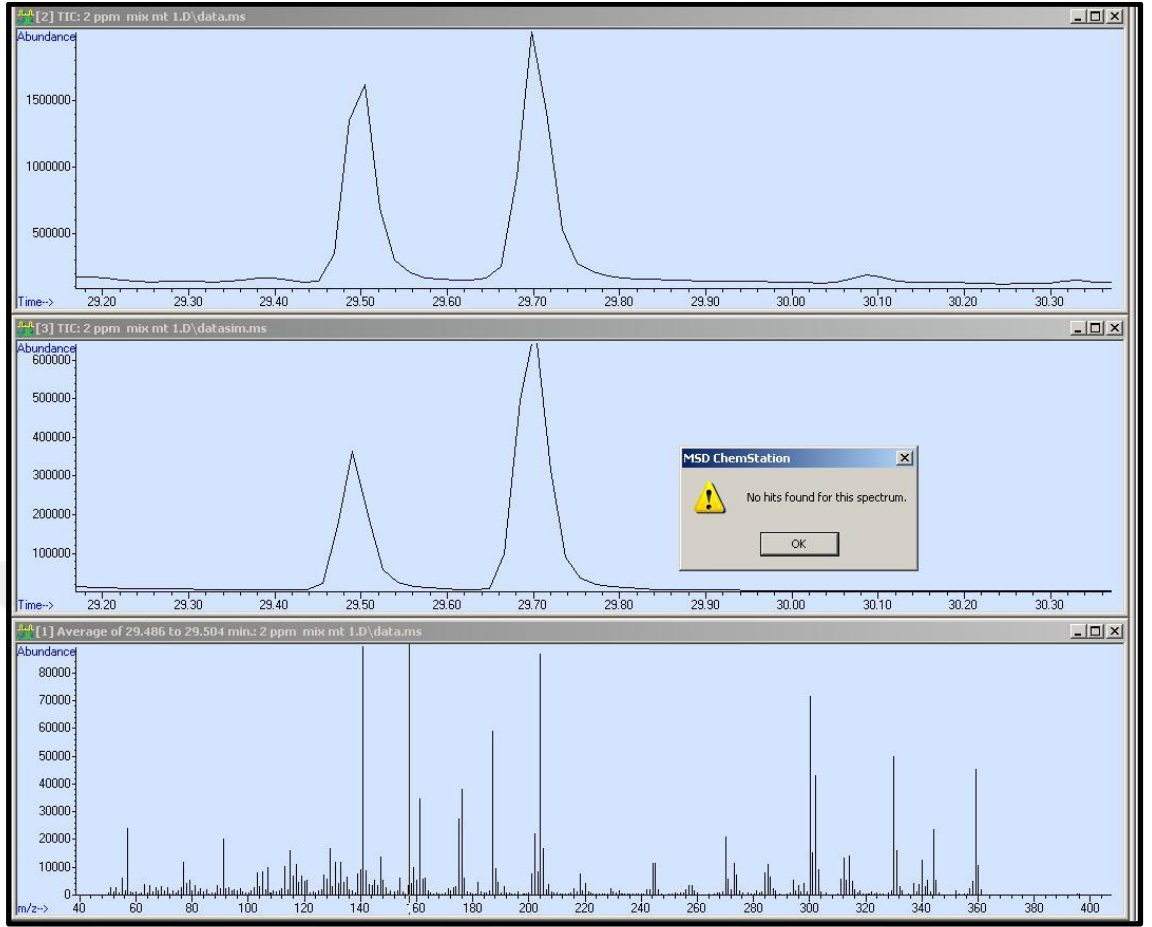 [2] TIC: 2 ppm  mix mt 1.D\data.ms
Abundance
1500000
1000000
500000
Time-->
29.20 29.30 29.40 29.50 29.60 29.70 29.80 29.90 30.00 30.10 30.20 30.30
[3] TIC: 2 ppm  mix mt 1.D\datasim.ms
Abundance
600000
500000
400000
300000
200000
100000
Time-->
29.20 29.30 29.40 29.50 29.60 29.70 29.80 29.90 30.00 30.10 30.20 30.30
MSD ChemStation
No hits found for this spectrum.
OK
[1] Average of 29.486 to 29.504 min.: 2 ppm  mix mt 1.D\data.ms
Abundance
80000
70000
60000
50000
40000
30000
20000
10000
0
m/z-->
40 60 80 100 120 140 160 180 200 220 240 260 280 300 320 340 360 380 400